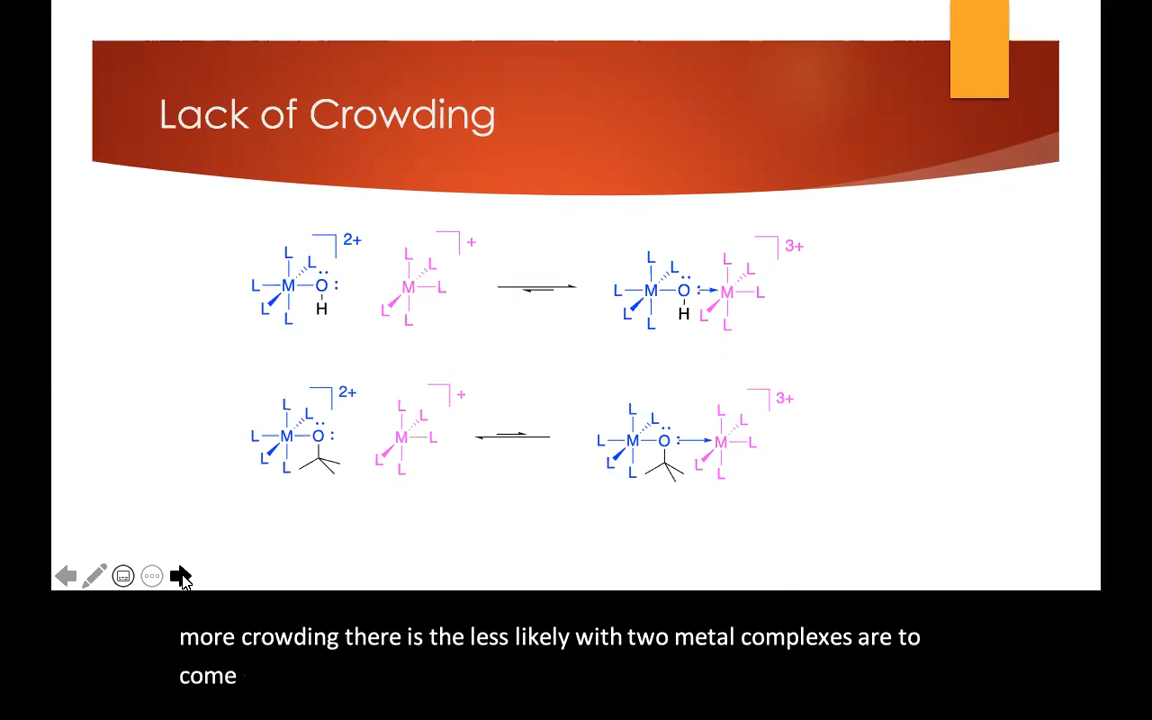 Lack of Crowding
L L L M O : L L H 2+
L L M L L L +
L L L M O : L L H L L M L L L 3+
L L L M O : L L 2+
L L M L L L +
L L L M O : L L L L M L L L 3+
more crowding there is the less likely with two metal complexes are to
come